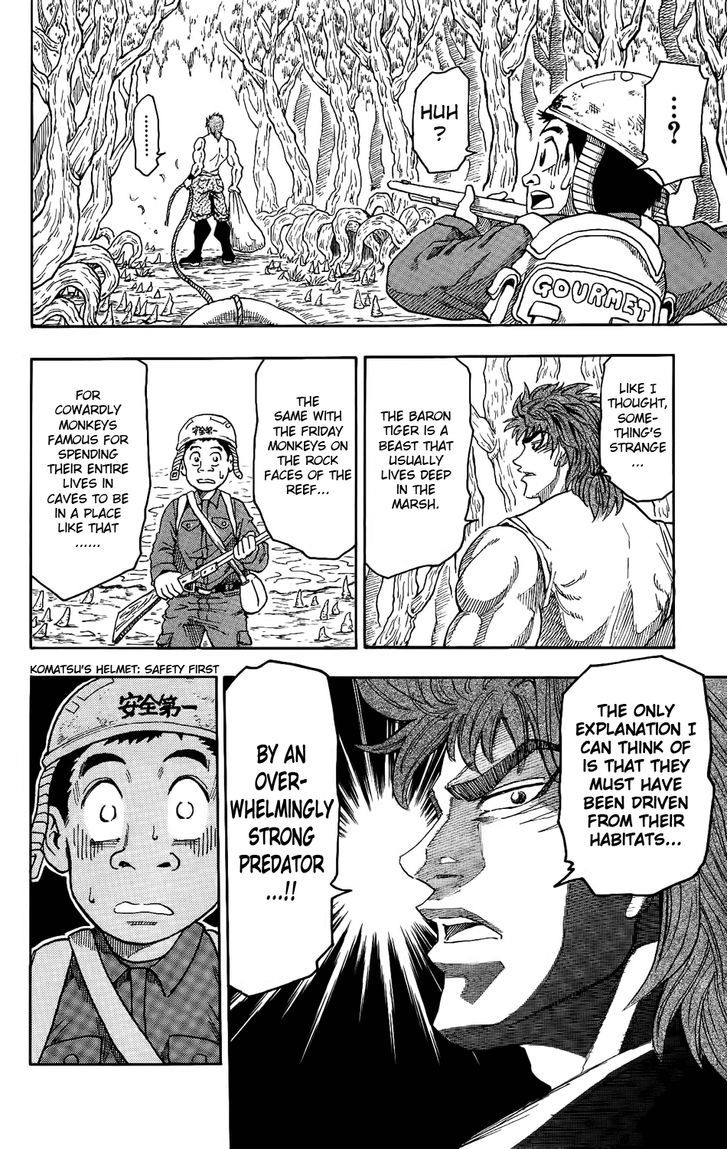 ...?
HUH
?
......
GOURMET
LIKE I
THOUGHT,
SOME-
THING'S
STRANGE
...
THE BARON
TIGER IS A
BEAST THAT
USUALLY
LIVES DEEP
IN THE
MARSH.
THE
SAME WITH
THE FRIDAY
MONKEYS ON
THE ROCK
FACES OF THE
REEF...
FOR
COWARDLY
MONKEYS
FAMOUS FOR
SPENDING
THEIR ENTIRE
LIVES IN
CAVES TO BE
IN A PLACE
LIKE THAT
......
安全第一
THE ONLY
EXPLANATION I
CAN THINK OF
IS THAT THEY
MUST HAVE
BEEN DRIVEN
FROM THEIR
HABITATS...
BY AN
OVER-
WHELMINGLY
STRONG
PREDATOR
...!!
KOMATSU'S HELMET: SAFETY FIRST
安全第一